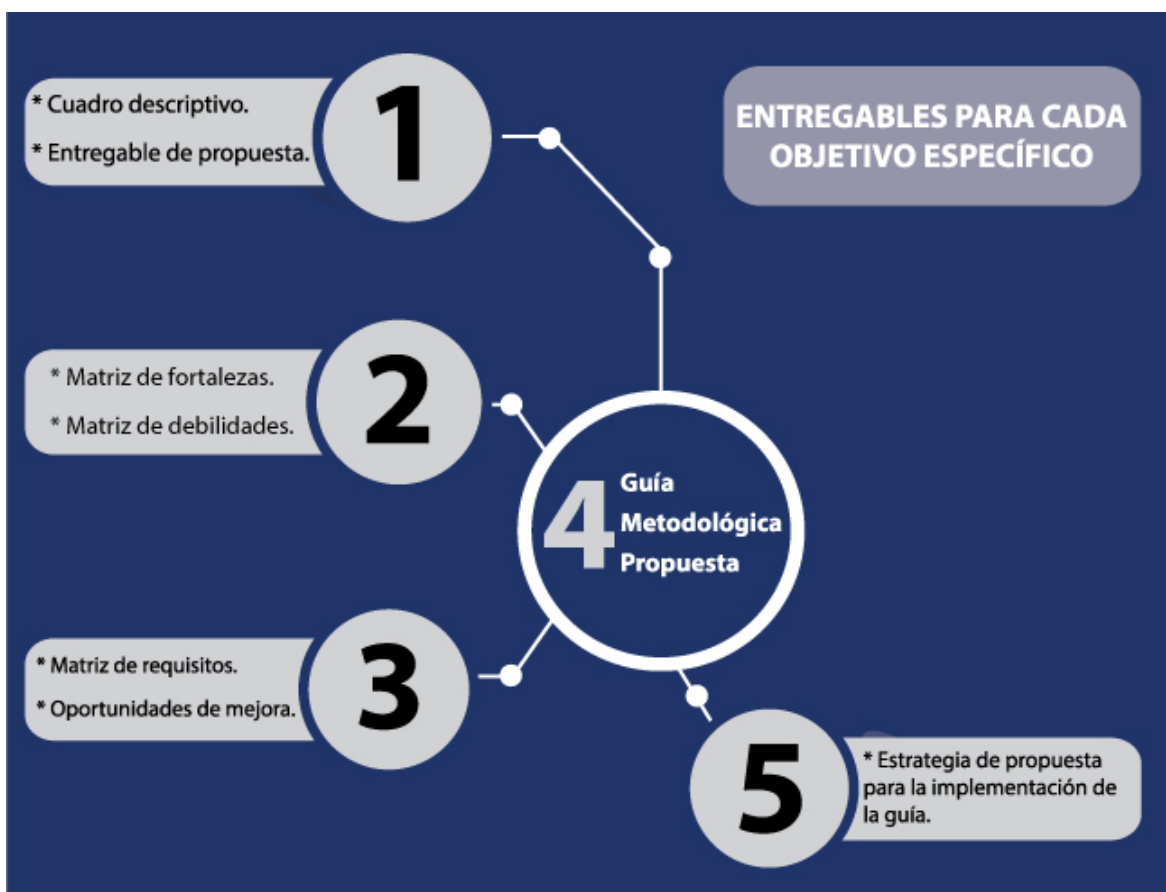 ENTREGABLES PARA CADA
OBJETIVO ESPECÍFICO
* Cuadro descriptivo.
* Entregable de propuesta.
1
* Matriz de fortalezas.
* Matriz de debilidades.
2
* Matriz de requisitos.
* Oportunidades de mejora.
3
4
Guía
Metodológica
Propuesta
5
* Estrategia de propuesta
para la implementación de
la guía.